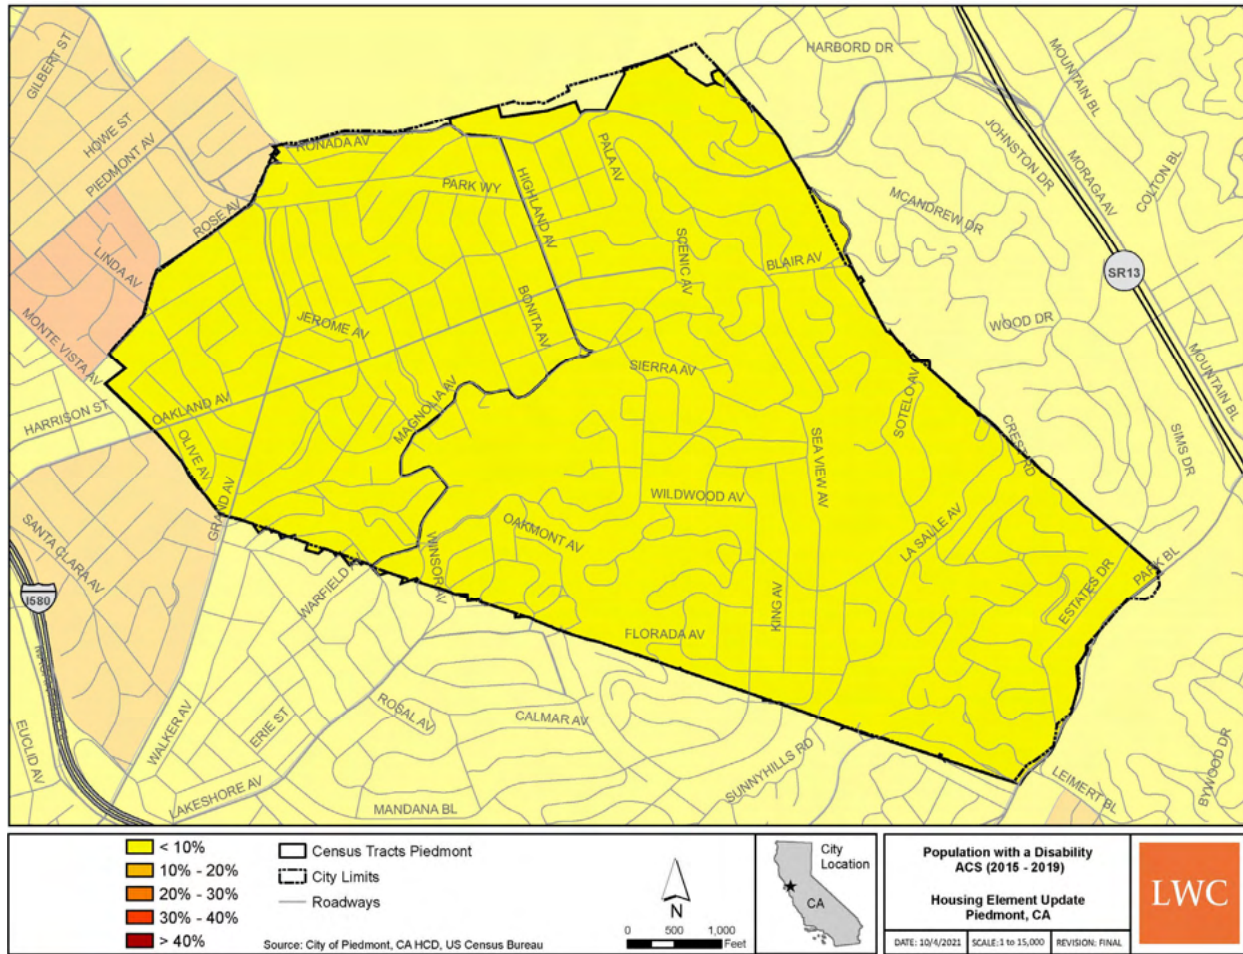 HARBORD DR
MOUNTAIN BL
GILBERT ST
HOWE ST
PIEDMONT AV
RONADA AV
PALA AV
JOHNSTON DR
MORAGA AV
COLTON BL
PARK WY
HIGHLAND AV
MCANDREW DR
ROSE AV
LINDA AV
SCENIC AV
BLAIR AV
SR13
MONTE VISTA AV
JEROME AV
BONITA AV
WOOD DR
MOUNTAIN BL
SIERRA AV
HARRISON ST
OAKLAND AV
MAGNOLIA AV
SOTELO AV
OLIVE AV
CREST RD
SIMS DR
SEA VIEW AV
GRAND AV
WILDWOOD AV
SANTA CLARA AV
WINSOR AV
OAKMONT AV
LA SALLE AV
PARK BL
I580
WARFIELD
KING AV
ESTATES DR
FLORADA AV
WALKER AV
ERIE ST
ROSAL AV
CALMAR AV
EUCLID AV
SUNNYHILLS RD
BYWOOD DR
LAKESHORE AV
MANDANA BL
LEIMERT BL
< 10%
10% - 20%
20% - 30%
30% - 40%
> 40%
Census Tracts Piedmont
City Limits
Roadways
Source: City of Piedmont, CA HCD, US Census Bureau
N
0 500 1,000
Feet
City
Location
CA
Population with a Disability
ACS (2015 - 2019)
Housing Element Update
Piedmont, CA
DATE: 10/4/2021 SCALE: 1 to 15,000 REVISION: FINAL
LWC